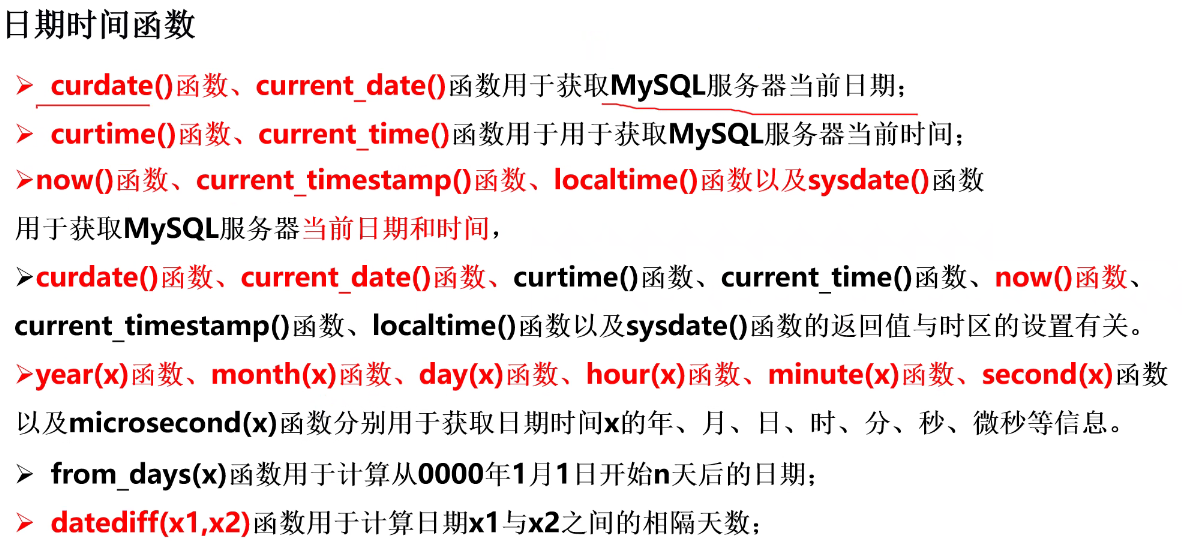 日期时间函数
➢ curdate()函数、current_date()函数用于获取MySQL服务器当前日期；
➢ curtime()函数、current_time()函数用于用于获取MySQL服务器当前时间；
➢now()函数、current_timestamp()函数、localtime()函数以及sysdate()函数
用于获取MySQL服务器当前日期和时间，
➢curdate()函数、current_date()函数、curtime()函数、current_time()函数、now()函数、
current_timestamp()函数、localtime()函数以及sysdate()函数的返回值与时区的设置有关。
➢year(x)函数、month(x)函数、day(x)函数、hour(x)函数、minute(x)函数、second(x)函数
以及microsecond(x)函数分别用于获取日期时间x的年、月、日、时、分、秒、微秒等信息。
➢ from_days(x)函数用于计算从0000年1月1日开始n天后的日期；
➢ datediff(x1,x2)函数用于计算日期x1与x2之间的相隔天数；